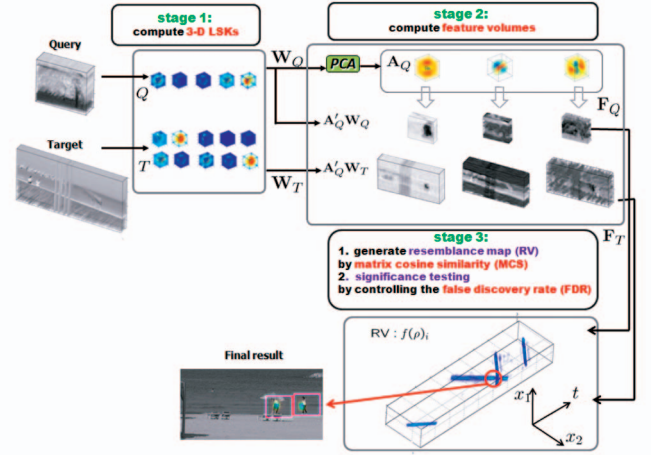 stage 1:
compute 3-D LSKs
stage 2:
compute feature volumes
Query
Target
Q
T
W_Q
W_T
PCA
A_Q
A'_Q W_Q
A'_Q W_T
F_Q
F_T
stage 3:
1. generate resemblance map (RV)
by matrix cosine similarity (MCS)
2. significance testing
by controlling the false discovery rate (FDR)
RV : f(ρ)_i
x_1
t
x_2
Final result